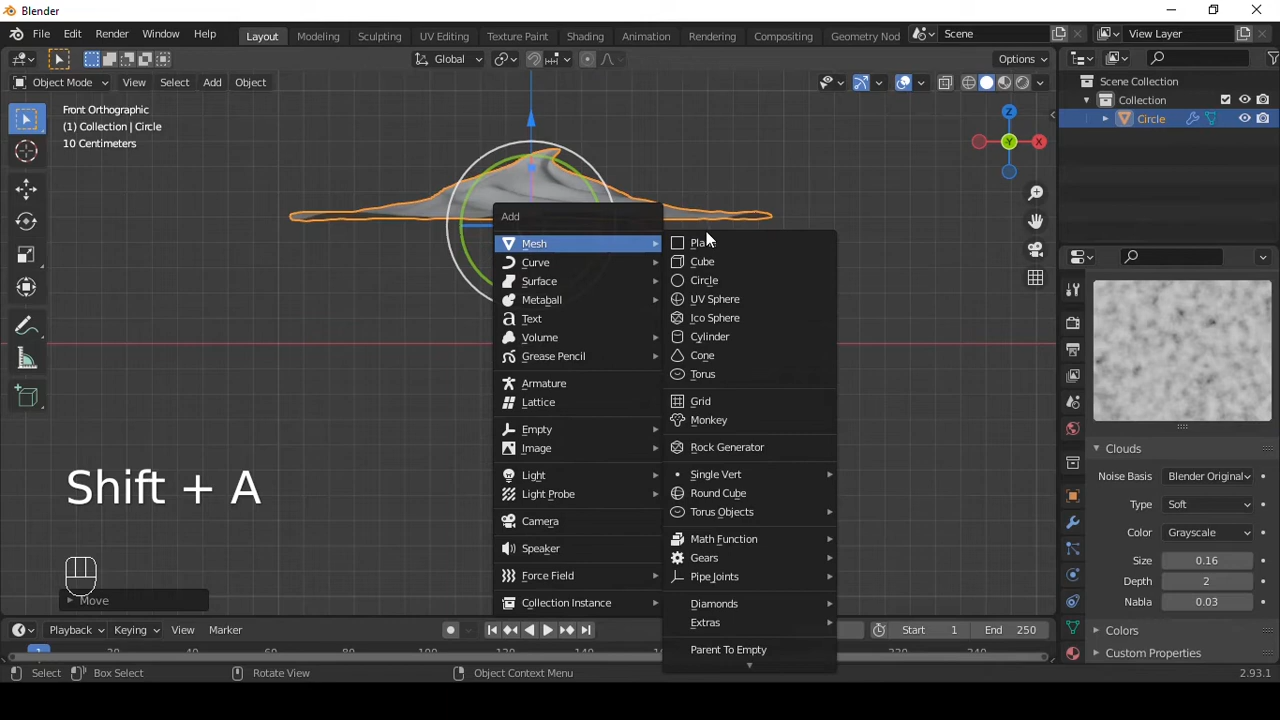 Blender
File Edit Render Window Help
Layout Modeling Sculpting UV Editing Texture Paint Shading Animation Rendering Compositing Geometry Nod
Scene
View Layer
Global
Options
Object Mode View Select Add Object
Front Orthographic
(1) Collection | Circle
10 Centimeters
Z
Y
X
Scene Collection
Collection
Circle
Add
Mesh
Curve
Surface
Metaball
Text
Volume
Grease Pencil
Armature
Lattice
Empty
Image
Light
Light Probe
Camera
Speaker
Force Field
Collection Instance
Cube
Circle
UV Sphere
Ico Sphere
Cylinder
Cone
Torus
Grid
Monkey
Rock Generator
Single Vert
Round Cube
Torus Objects
Math Function
Gears
Pipe Joints
Diamonds
Extras
Parent To Empty
Shift + A
Move
Clouds
Noise Basis Blender Original
Type Soft
Color Grayscale
Size 0.16
Depth 2
Nabla 0.03
Colors
Custom Properties
Playback Keying View Marker
Start 1 End 250
Select Box Select Rotate View Object Context Menu 2.93.1